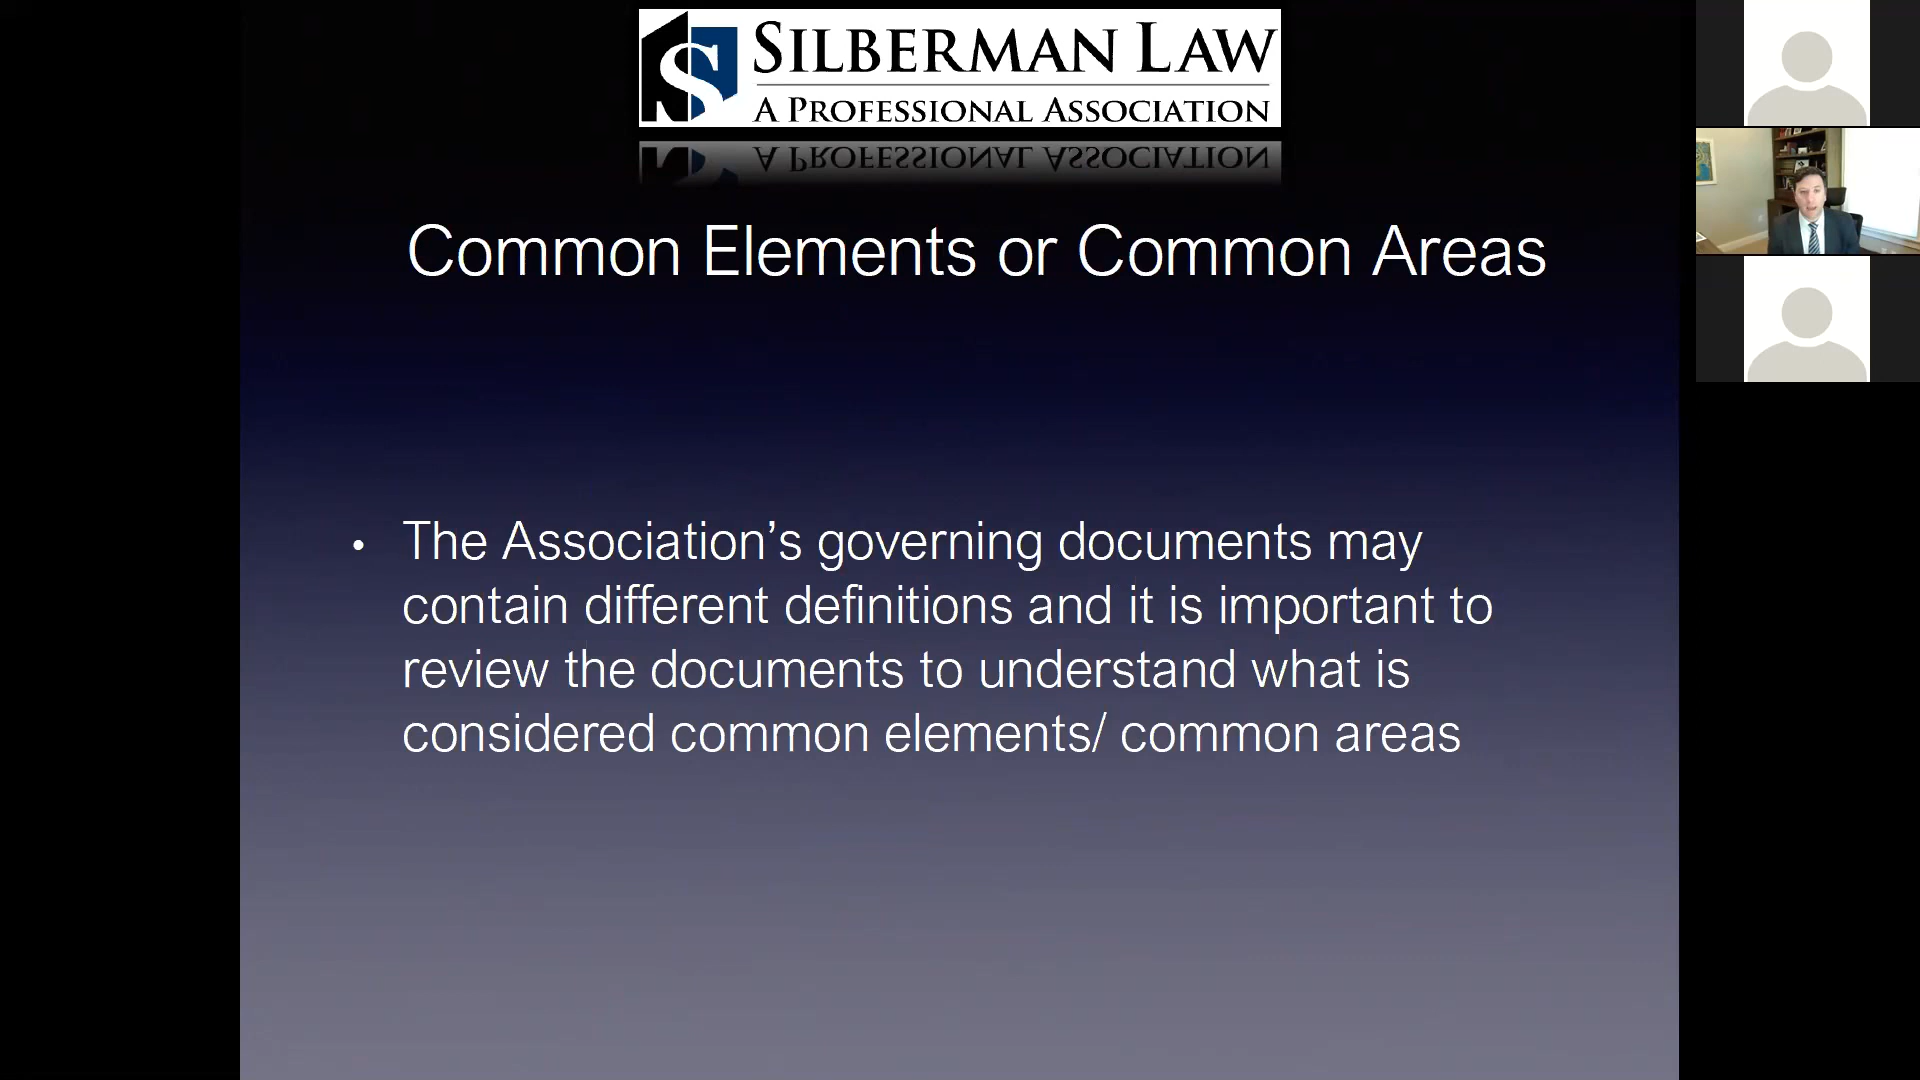 SILBERMAN LAW
A PROFESSIONAL ASSOCIATION
Common Elements or Common Areas
• The Association’s governing documents may
contain different definitions and it is important to
review the documents to understand what is
considered common elements/ common areas